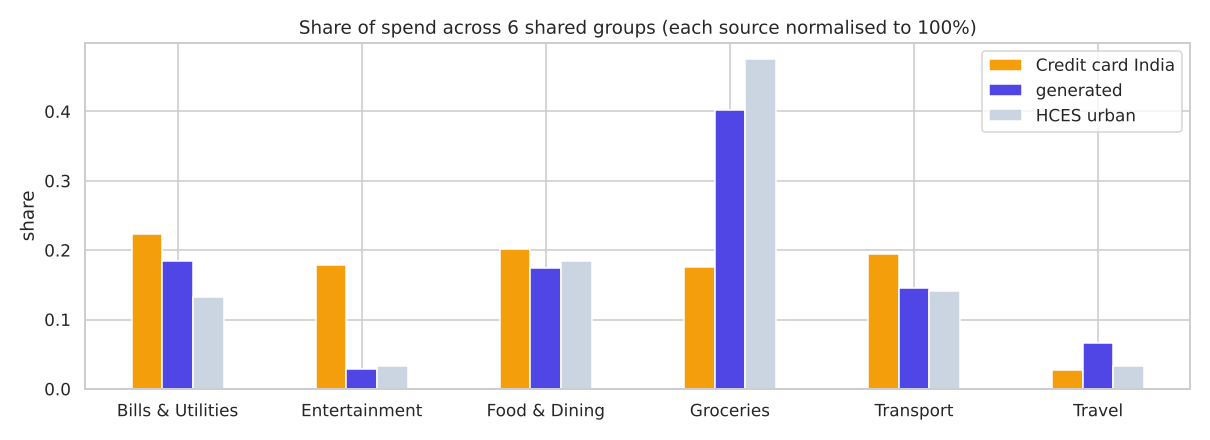 Share of spend across 6 shared groups (each source normalised to 100%)
Credit card India
generated
HCES urban
share
0.4
0.3
0.2
0.1
0.0
Bills & Utilities
Entertainment
Food & Dining
Groceries
Transport
Travel